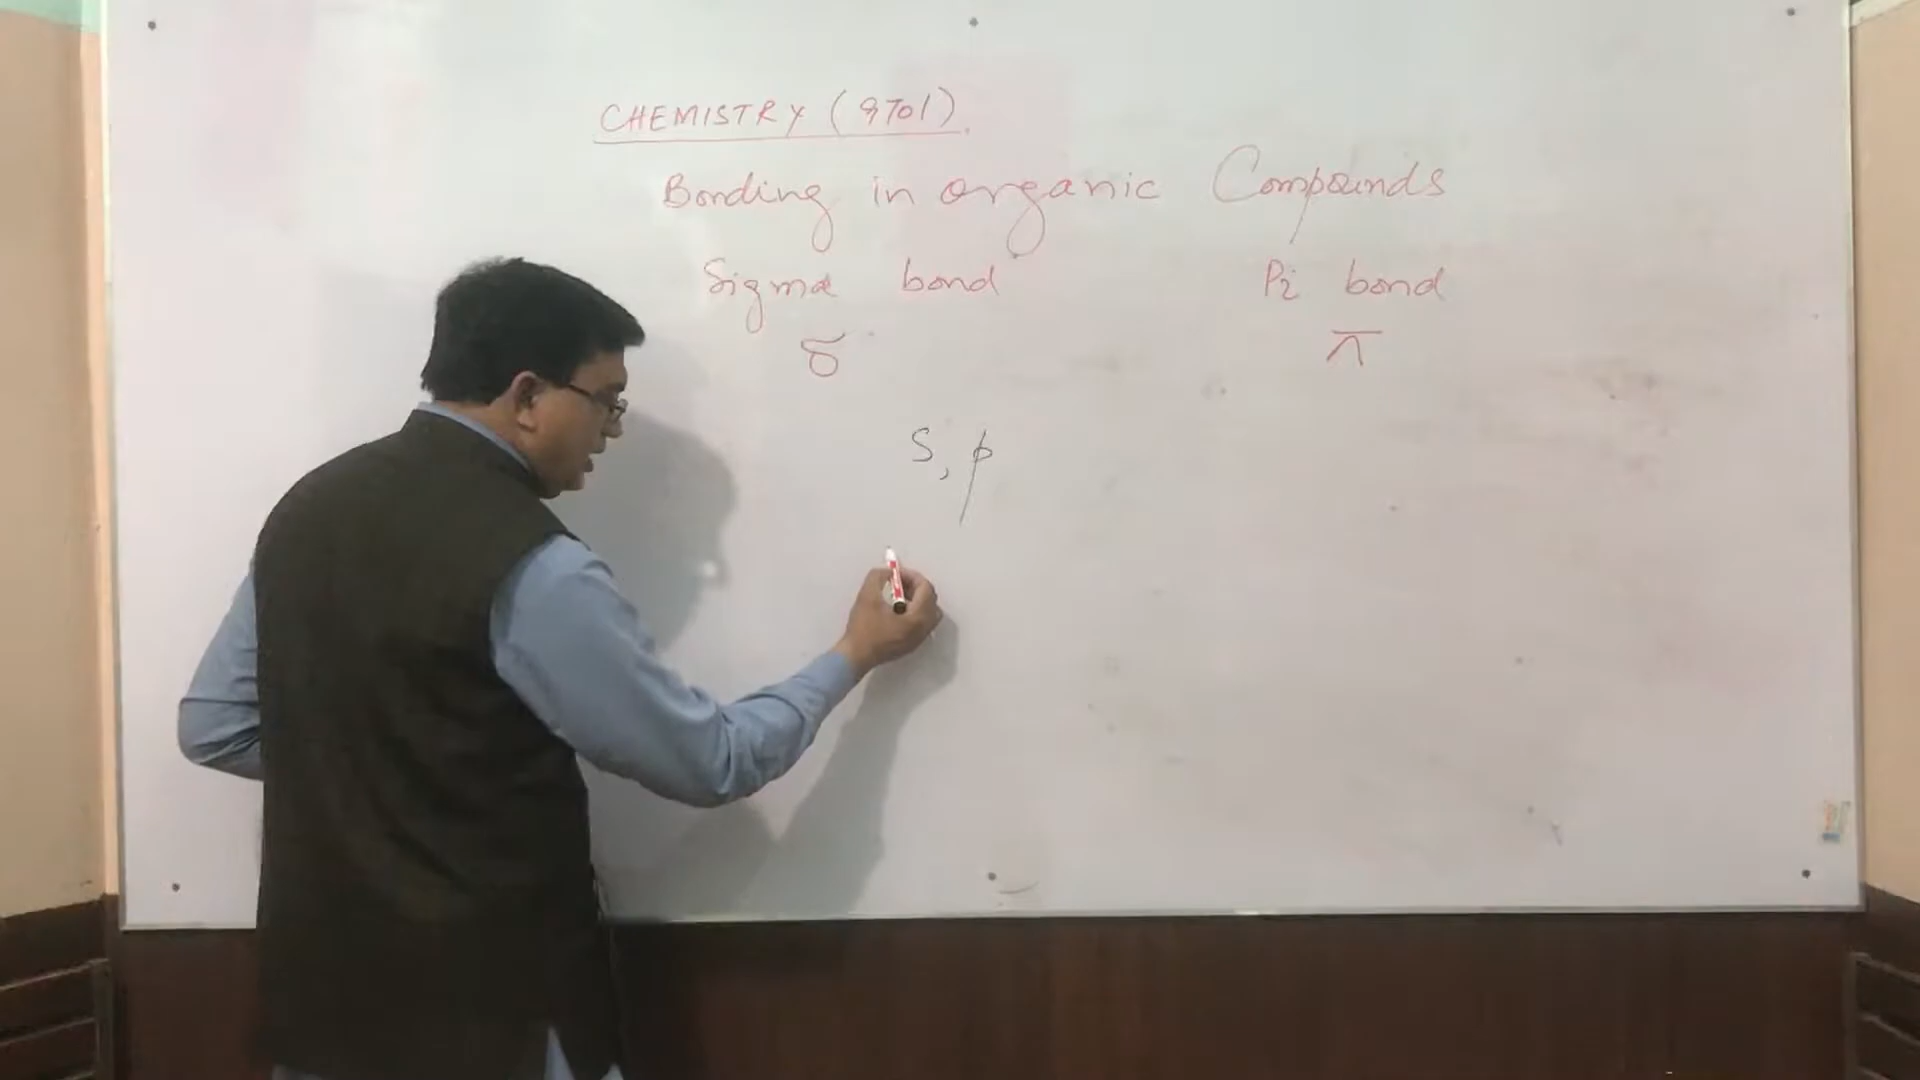 CHEMISTRY (9701).
Bonding in organic Compounds
Sigma bond Pi bond
σ π
S, p